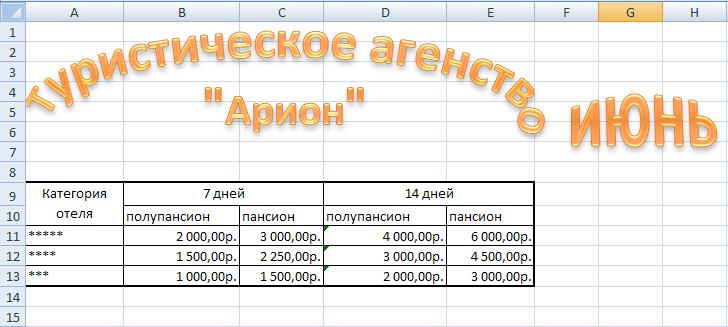 A B C D E F G H
1
2 туристическое агенство
3
4 "Арион"
5 ИЮНЬ
6
7
8
9 Категория отеля 7 дней 14 дней
10 полупансион пансион полупансион пансион
11 ***** 2 000,00р. 3 000,00р. 4 000,00р. 6 000,00р.
12 **** 1 500,00р. 2 250,00р. 3 000,00р. 4 500,00р.
13 *** 1 000,00р. 1 500,00р. 2 000,00р. 3 000,00р.
14
15